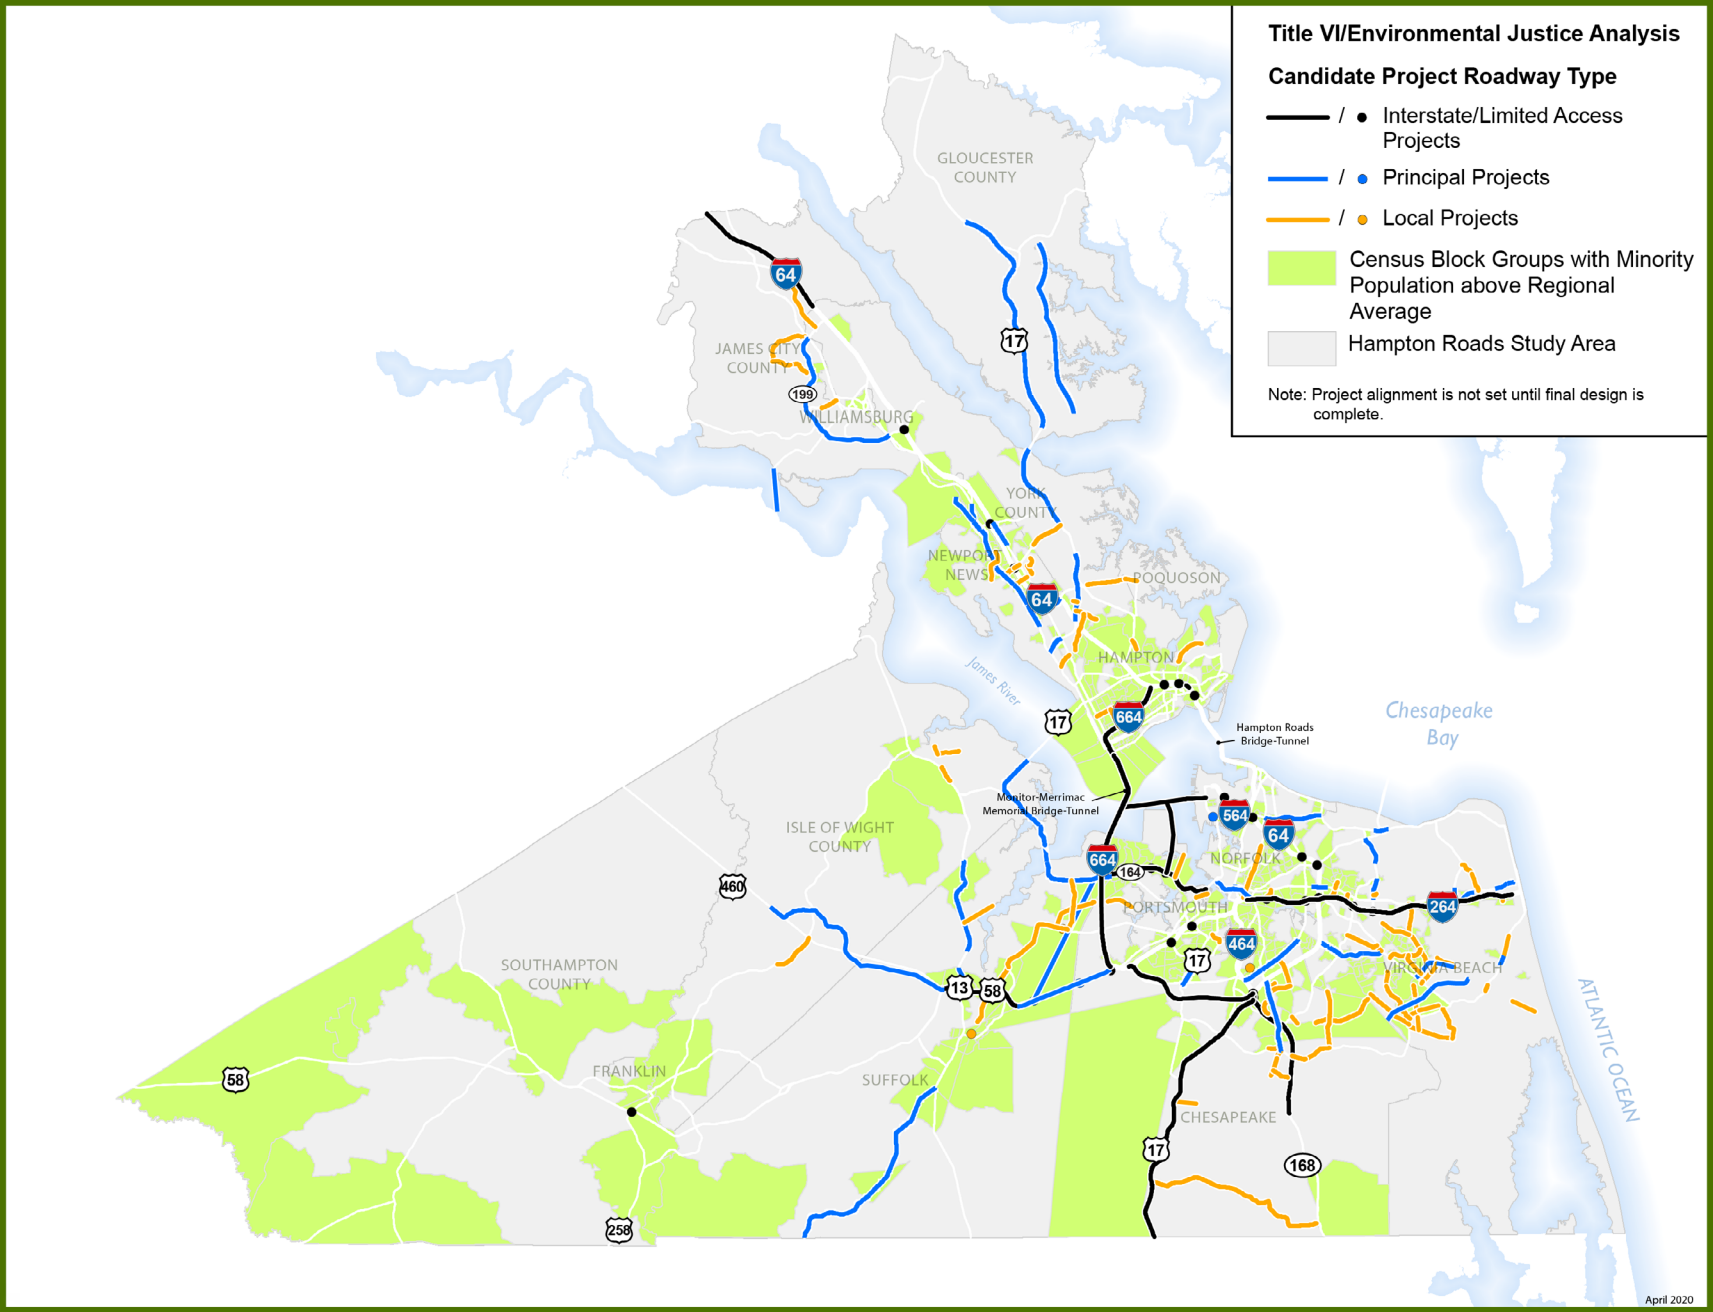 Title VI/Environmental Justice Analysis
Candidate Project Roadway Type
/ Interstate/Limited Access
Projects
/ Principal Projects
/ Local Projects
Census Block Groups with Minority
Population above Regional
Average
Hampton Roads Study Area
Note: Project alignment is not set until final design is
complete.
GLOUCESTER
COUNTY
64
17
JAMES CITY
COUNTY
199
WILLIAMSBURG
YORK
COUNTY
NEWPORT
NEWS
POQUOSON
64
HAMPTON
James River
664
17
Hampton Roads
Bridge-Tunnel
Chesapeake
Bay
Monitor-Merrimac
Memorial Bridge-Tunnel
564
64
ISLE OF WIGHT
COUNTY
664
164
NORFOLK
460
PORTSMOUTH
264
464
17
VIRGINIA BEACH
SOUTHAMPTON
COUNTY
13
58
ATLANTIC OCEAN
58
FRANKLIN
SUFFOLK
CHESAPEAKE
17
168
258
April 2020